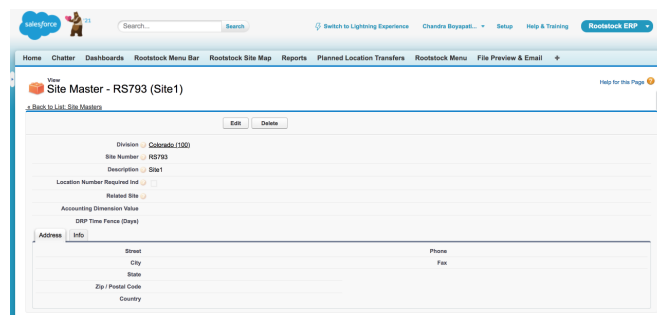 salesforce
'21
Search...
Search
Switch to Lightning Experience
Chandra Boyapati...
Setup
Help & Training
Rootstock ERP
Home
Chatter
Dashboards
Rootstock Menu Bar
Rootstock Site Map
Reports
Planned Location Transfers
Rootstock Menu
File Preview & Email
+
View
Site Master - RS793 (Site1)
Help for this Page
« Back to List: Site Masters
Edit
Delete
Division Colorado (100)
Site Number RS793
Description Site1
Location Number Required Ind
Related Site
Accounting Dimension Value
DRP Time Fence (Days)
Address
Info
Street
Phone
City
Fax
State
Zip / Postal Code
Country